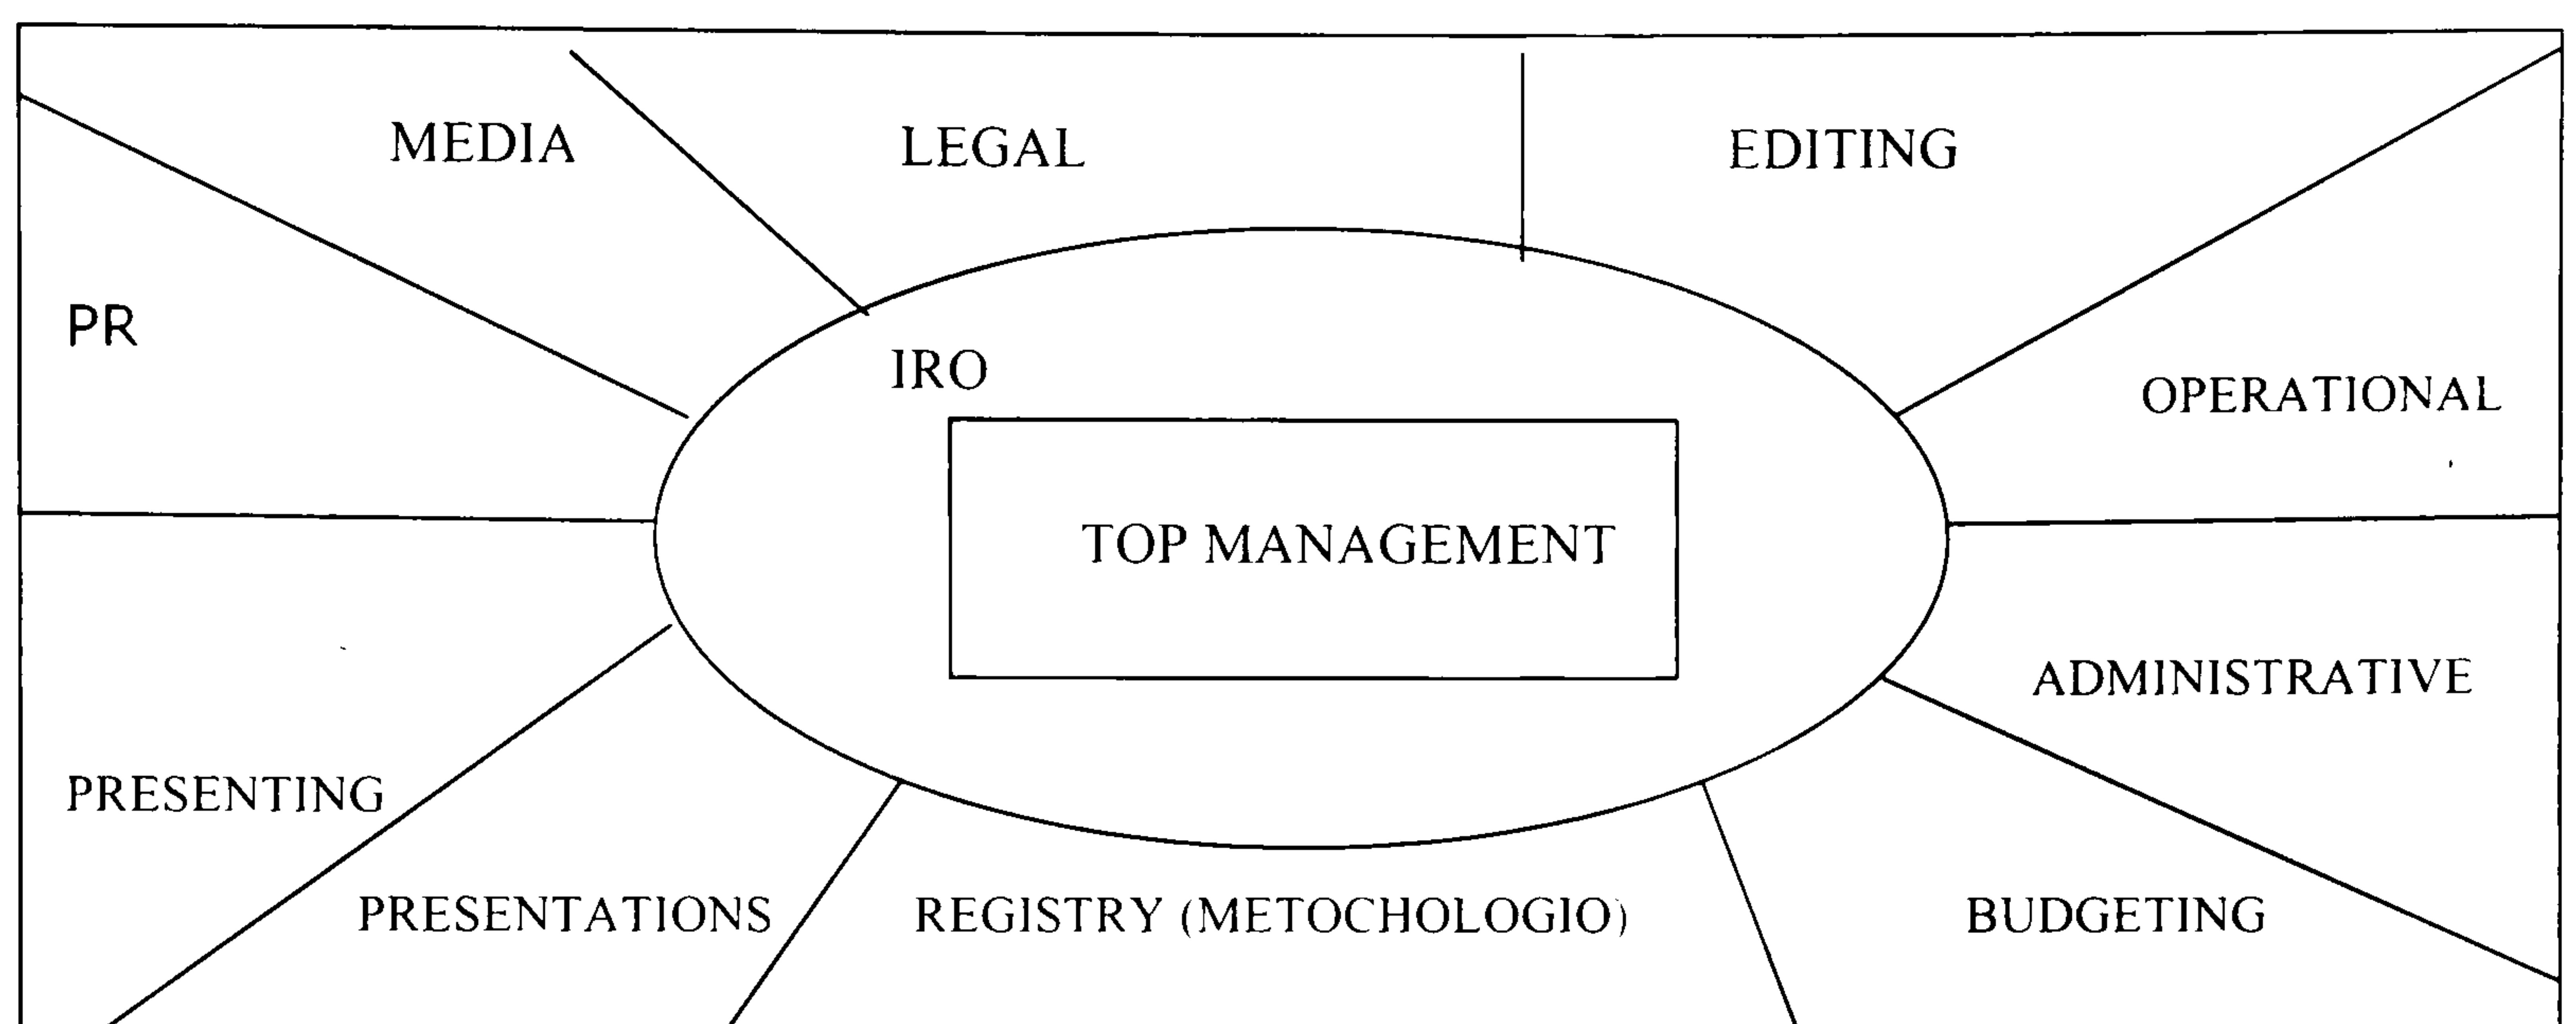 MEDIA
LEGAL
EDITING
PR
IRO
OPERATIONAL
TOP MANAGEMENT
ADMINISTRATIVE
PRESENTING
PRESENTATIONS
REGISTRY (METOCHOLOGIO)
BUDGETING